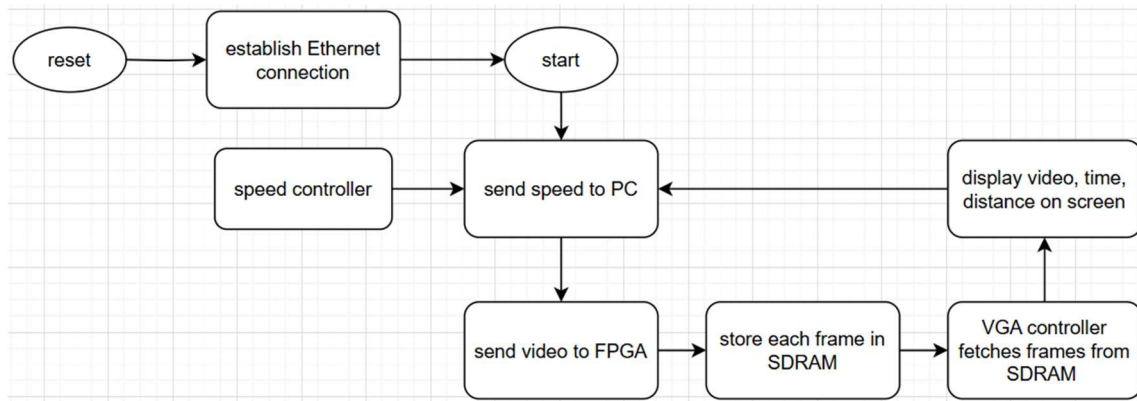 reset
establish Ethernet
connection
start
speed controller
send speed to PC
display video, time,
distance on screen
send video to FPGA
store each frame in
SDRAM
VGA controller
fetches frames from
SDRAM